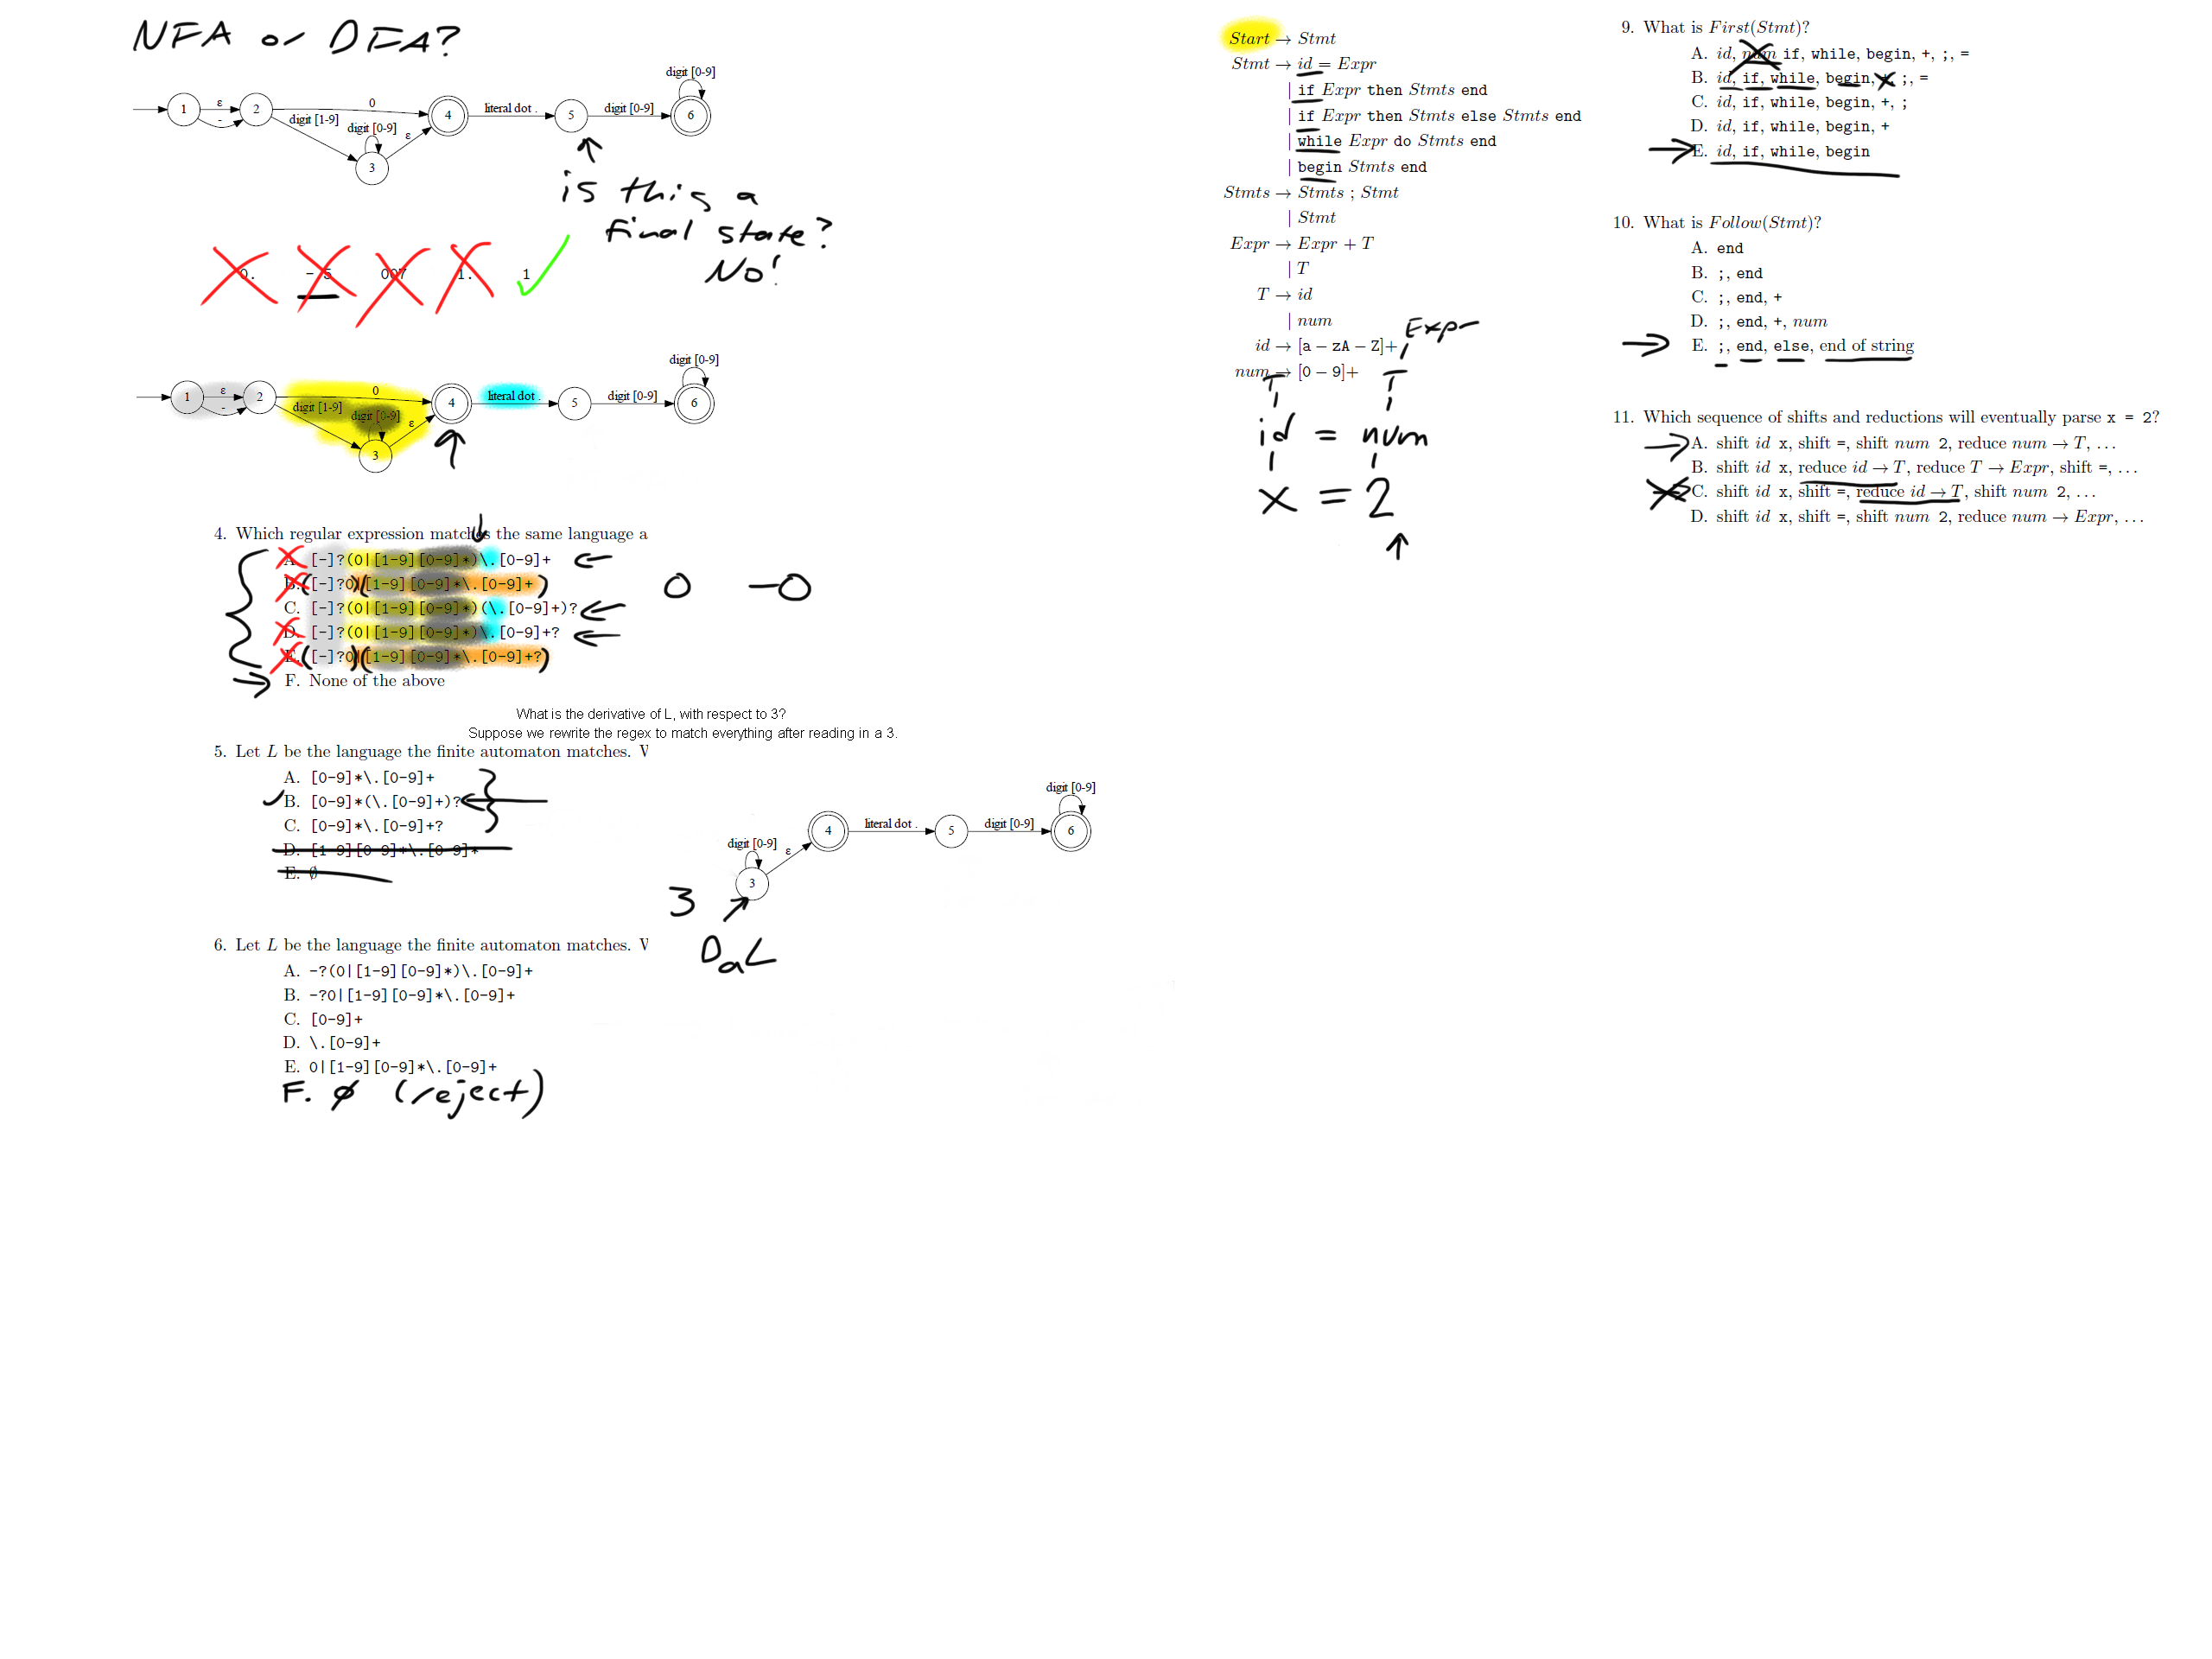 NFA or DFA?
digit [0-9]
1 ε - 2 0 4 literal dot . 5 digit [0-9] 6
digit [1-9] digit [0-9] ε
3
is this a
final state?
No!
0. -5 007 1. 1
digit [0-9]
1 ε - 2 0 4 literal dot . 5 digit [0-9] 6
digit [1-9] digit [0-9] ε
3
4. Which regular expression matches the same language a
A. [-]?(0|[1-9][0-9]*)\.[0-9]+
B. ([-]?0)|([1-9][0-9]*\.[0-9]+)
C. [-]?(0|[1-9][0-9]*)(\.[0-9]+)?
D. [-]?(0|[1-9][0-9]*)\.[0-9]+?
E. ([-]?0)|([1-9][0-9]*\.[0-9]+?)
F. None of the above
0 -0
What is the derivative of L, with respect to 3?
Suppose we rewrite the regex to match everything after reading in a 3.
5. Let L be the language the finite automaton matches. W
A. [0-9]*\.[0-9]+
B. [0-9]*(\.[0-9]+)?
C. [0-9]*\.[0-9]+?
D. [1-9][0-9]*\.[0-9]*
E. ∅
digit [0-9]
4 literal dot . 5 digit [0-9] 6
digit [0-9] ε
3
3
DaL
6. Let L be the language the finite automaton matches. W
A. -?(0|[1-9][0-9]*)\.[0-9]+
B. -?0|[1-9][0-9]*\.[0-9]+
C. [0-9]+
D. \.[0-9]+
E. 0|[1-9][0-9]*\.[0-9]+
F. ∅ (reject)
Start → Stmt
Stmt → id = Expr
| if Expr then Stmts end
| if Expr then Stmts else Stmts end
| while Expr do Stmts end
| begin Stmts end
Stmts → Stmts ; Stmt
| Stmt
Expr → Expr + T
| T
T → id
| num
id → [a − zA − Z]+
num → [0 − 9]+
Expr
T T
id = num
x = 2
9. What is First(Stmt)?
A. id, num if, while, begin, +, ;, =
B. id, if, while, begin, +, ;, =
C. id, if, while, begin, +, ;
D. id, if, while, begin, +
E. id, if, while, begin
10. What is Follow(Stmt)?
A. end
B. ;, end
C. ;, end, +
D. ;, end, +, num
E. ;, end, else, end of string
11. Which sequence of shifts and reductions will eventually parse x = 2?
A. shift id x, shift =, shift num 2, reduce num → T, ...
B. shift id x, reduce id → T, reduce T → Expr, shift =, ...
C. shift id x, shift =, reduce id → T, shift num 2, ...
D. shift id x, shift =, shift num 2, reduce num → Expr, ...